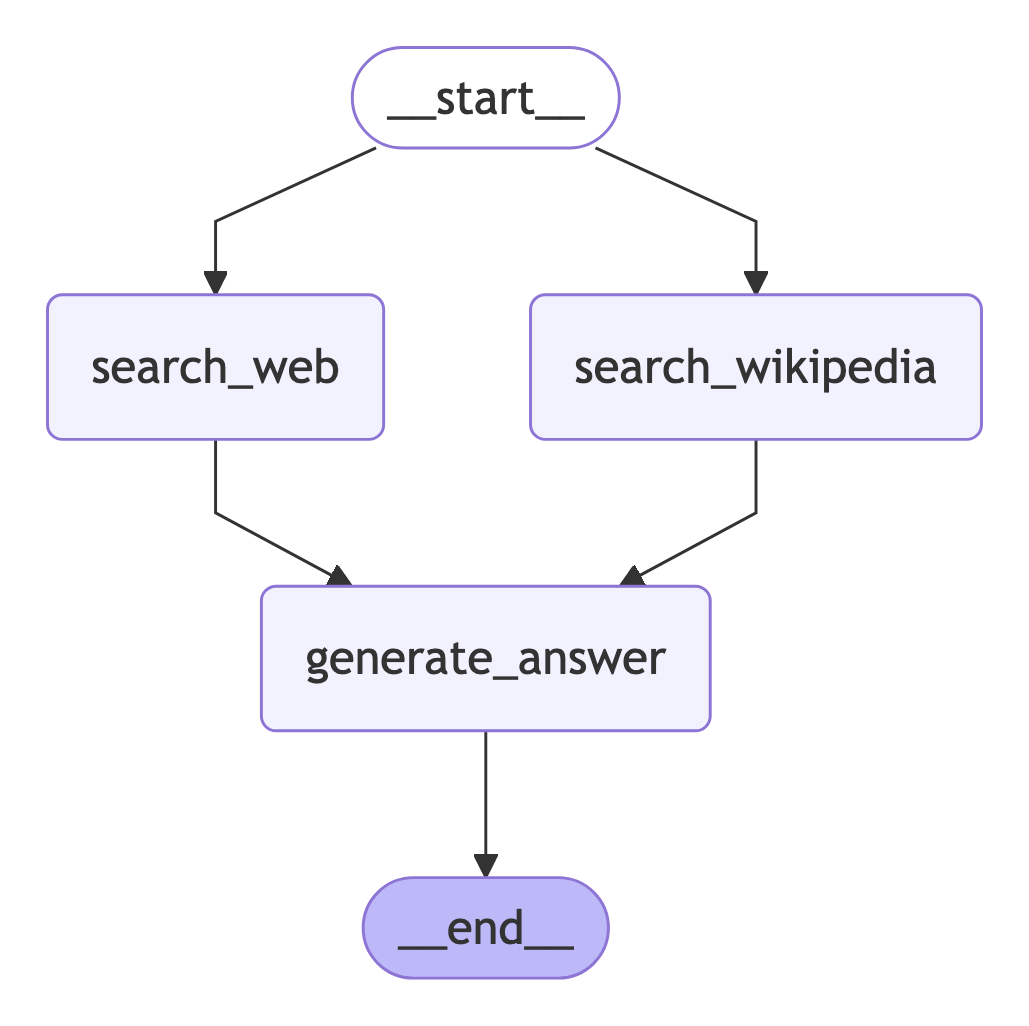 __start__
search_web
search_wikipedia
generate_answer
__end__